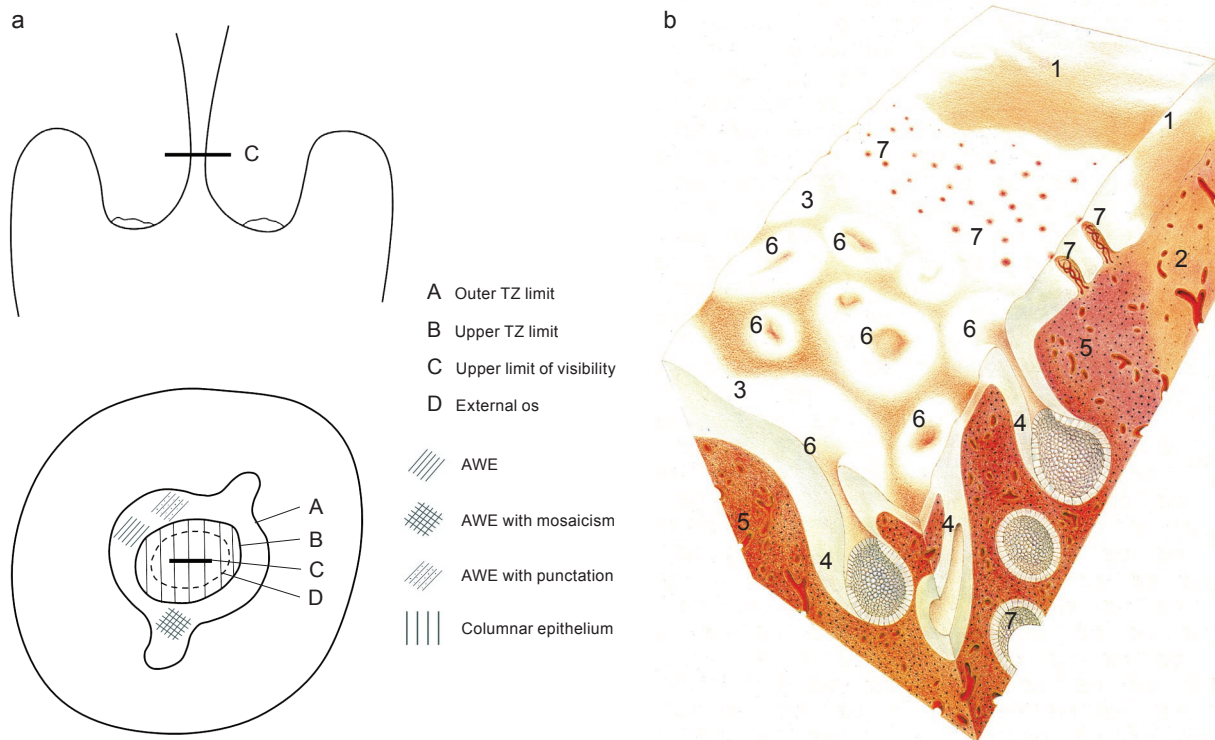 a
C
A Outer TZ limit
B Upper TZ limit
C Upper limit of visibility
D External os
AWE
AWE with mosaicism
AWE with punctation
Columnar epithelium
A
B
C
D
b
1
1
7
3
7
7
7
2
6
6
6
6
6
5
3
6
4
6
5
4
4
7